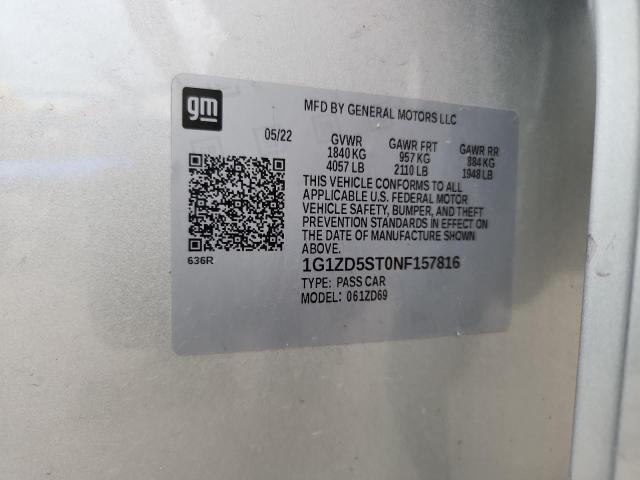 gm
MFD BY GENERAL MOTORS LLC
05/22 GVWR GAWR FRT GAWR RR
1840 KG 957 KG 884 KG
4057 LB 2110 LB 1948 LB
THIS VEHICLE CONFORMS TO ALL
APPLICABLE U.S. FEDERAL MOTOR
VEHICLE SAFETY, BUMPER, AND THEFT
PREVENTION STANDARDS IN EFFECT ON
THE DATE OF MANUFACTURE SHOWN
ABOVE.
636R
1G1ZD5ST0NF157816
TYPE: PASS CAR
MODEL: 061ZD69